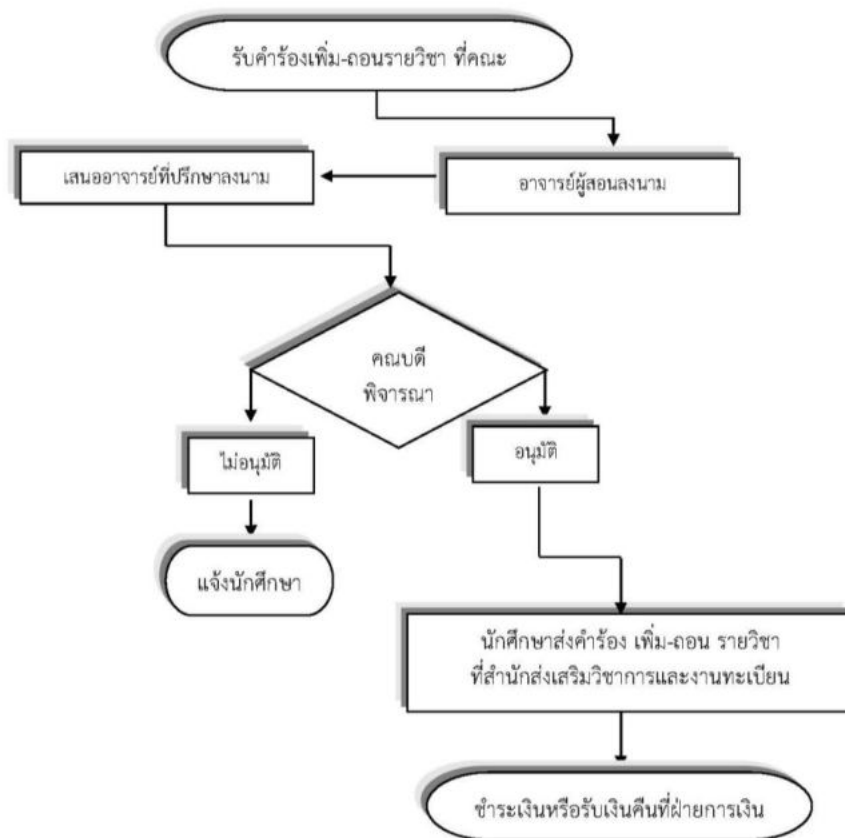 รับคำร้องเพิ่ม-ถอนรายวิชา ที่คณะ
อาจารย์ผู้สอนลงนาม
เสนออาจารย์ที่ปรึกษาลงนาม
คณบดี
พิจารณา
ไม่อนุมัติ
อนุมัติ
แจ้งนักศึกษา
นักศึกษาส่งคำร้อง เพิ่ม-ถอน รายวิชา
ที่สำนักส่งเสริมวิชาการและงานทะเบียน
ชำระเงินหรือรับเงินคืนที่ฝ่ายการเงิน